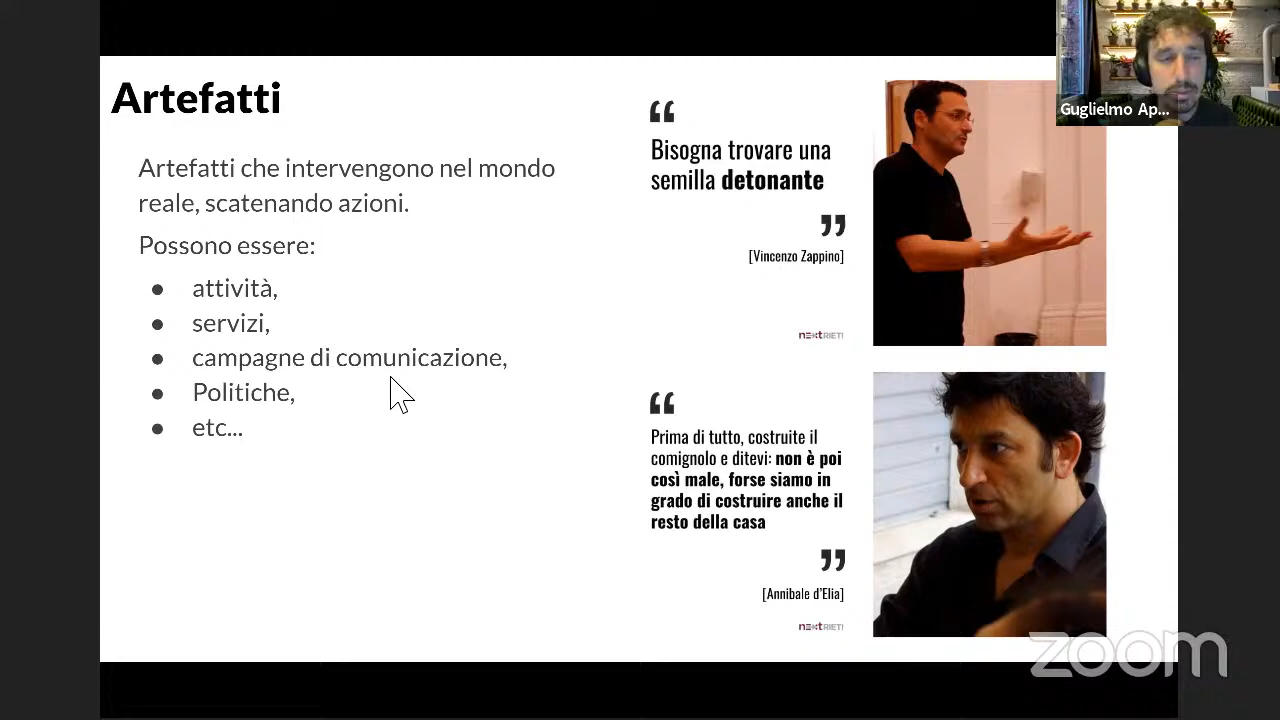 Artefatti
Artefatti che intervengono nel mondo
reale, scatenando azioni.
Possono essere:
● attività,
● servizi,
● campagne di comunicazione,
● Politiche,
● etc...
“
Bisogna trovare una
semilla detonante
”
[Vincenzo Zappino]
nextRIETI
“
Prima di tutto, costruite il
comignolo e ditevi: non è poi
così male, forse siamo in
grado di costruire anche il
resto della casa
”
[Annibale d'Elia]
nextRIETI
Guglielmo Ap...
zoom